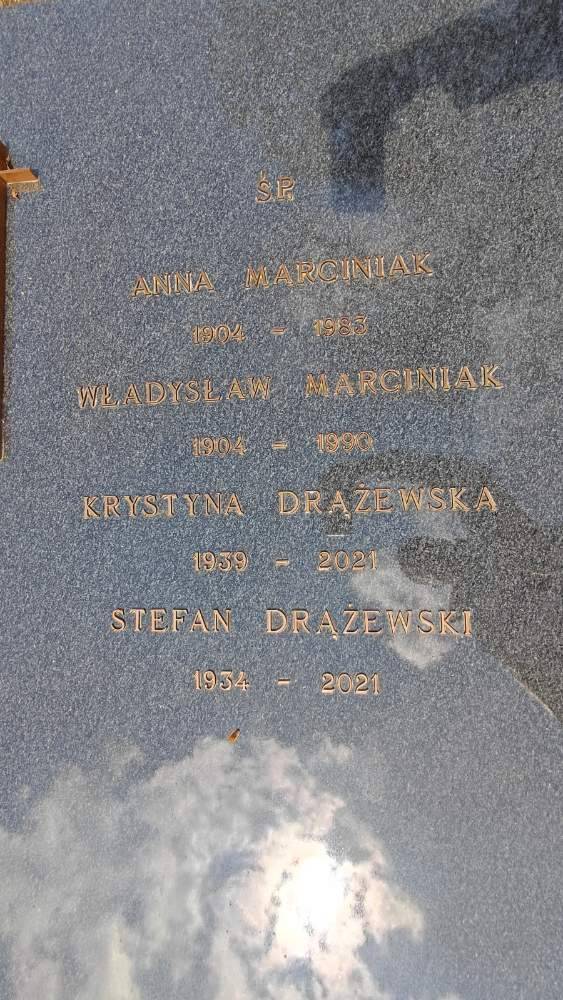 ŚP.
ANNA MARCINIAK
1904 - 1983
WŁADYSŁAW MARCINIAK
1904 - 1990
KRYSTYNA DRĄŻEWSKA
1939 - 2021
STEFAN DRĄŻEWSKI
1934 - 2021